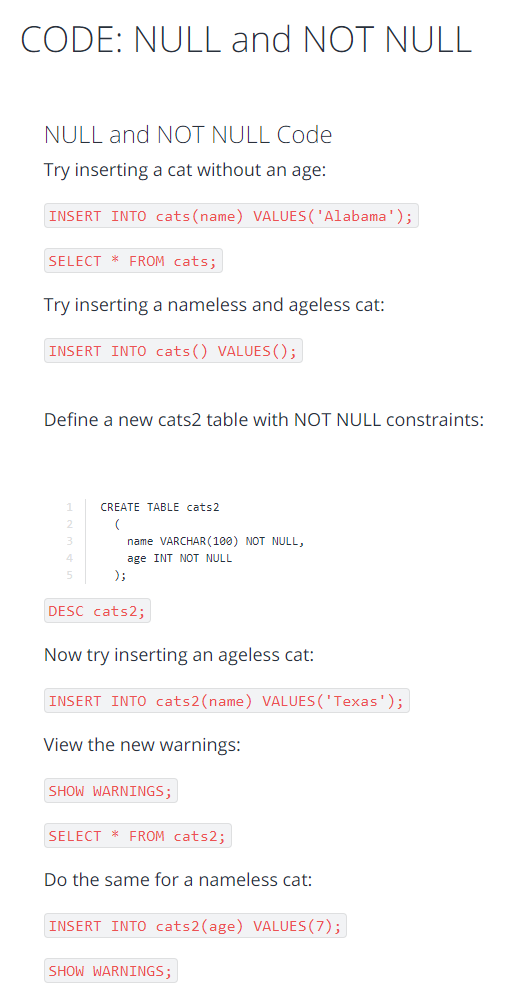 CODE: NULL and NOT NULL
NULL and NOT NULL Code
Try inserting a cat without an age:
INSERT INTO cats(name) VALUES('Alabama');
SELECT * FROM cats;
Try inserting a nameless and ageless cat:
INSERT INTO cats() VALUES();
Define a new cats2 table with NOT NULL constraints:
1 CREATE TABLE cats2
2 (
3 name VARCHAR(100) NOT NULL,
4 age INT NOT NULL
5 );
DESC cats2;
Now try inserting an ageless cat:
INSERT INTO cats2(name) VALUES('Texas');
View the new warnings:
SHOW WARNINGS;
SELECT * FROM cats2;
Do the same for a nameless cat:
INSERT INTO cats2(age) VALUES(7);
SHOW WARNINGS;